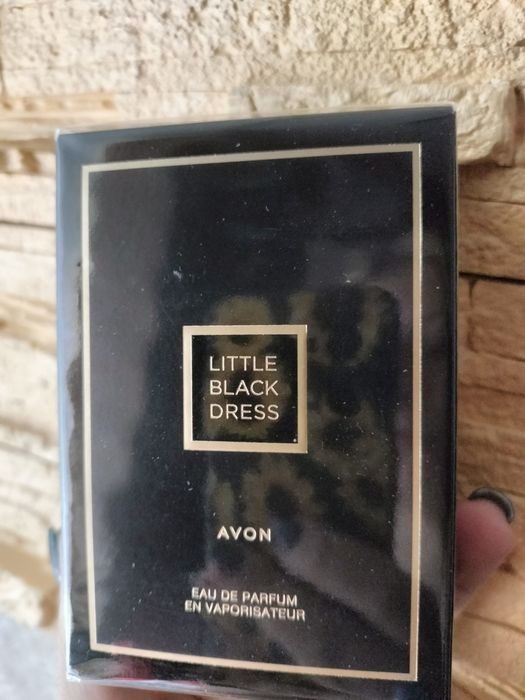 LITTLE
BLACK
DRESS
AVON
EAU DE PARFUM
EN VAPORISATEUR